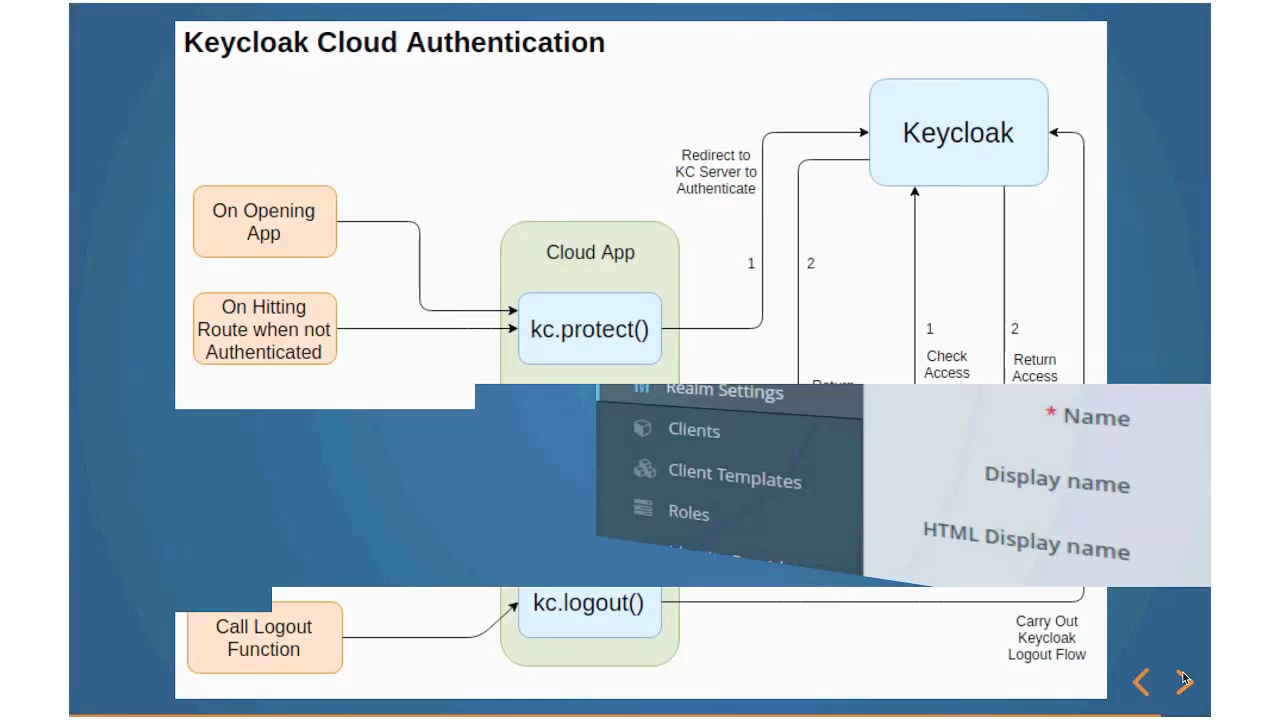 Keycloak Cloud Authentication
Keycloak
Redirect to
KC Server to
Authenticate
On Opening
App
Cloud App
1
2
On Hitting
Route when not
Authenticated
kc.protect()
1
Check
Access
2
Return
Access
Realm Settings
Clients
Client Templates
Roles
* Name
Display name
HTML Display name
kc.logout()
Call Logout
Function
Carry Out
Keycloak
Logout Flow